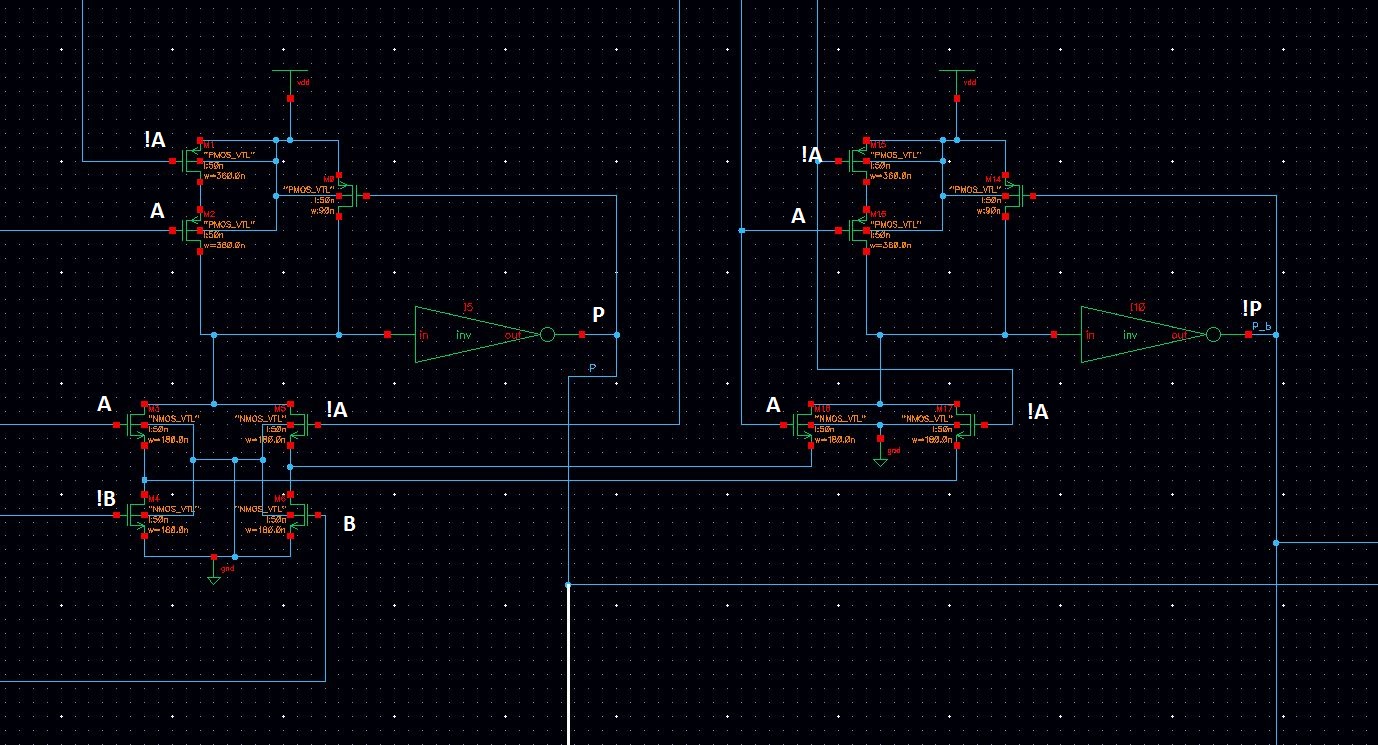 vdd
vdd
!A
M1
"PMOS_VTL"
l:50n
w=360.0n
M0
"PMOS_VTL"
l:50n
w:90n
A
M2
"PMOS_VTL"
l:50n
w=360.0n
!A
M15
"PMOS_VTL"
l:50n
w=360.0n
M14
"PMOS_VTL"
l:50n
w:90n
A
M16
"PMOS_VTL"
l:50n
w=360.0n
I5
in
inv
out
P
P
I10
in
inv
out
!P
P_b
A
M3
"NMOS_VTL"
l:50n
w=180.0n
M5
"NMOS_VTL"
l:50n
w=180.0n
!A
A
M18
"NMOS_VTL"
l:50n
w=180.0n
M17
"NMOS_VTL"
l:50n
w=180.0n
!A
gnd
!B
M4
"NMOS_VTL"
l:50n
w=180.0n
M6
"NMOS_VTL"
l:50n
w=180.0n
B
gnd